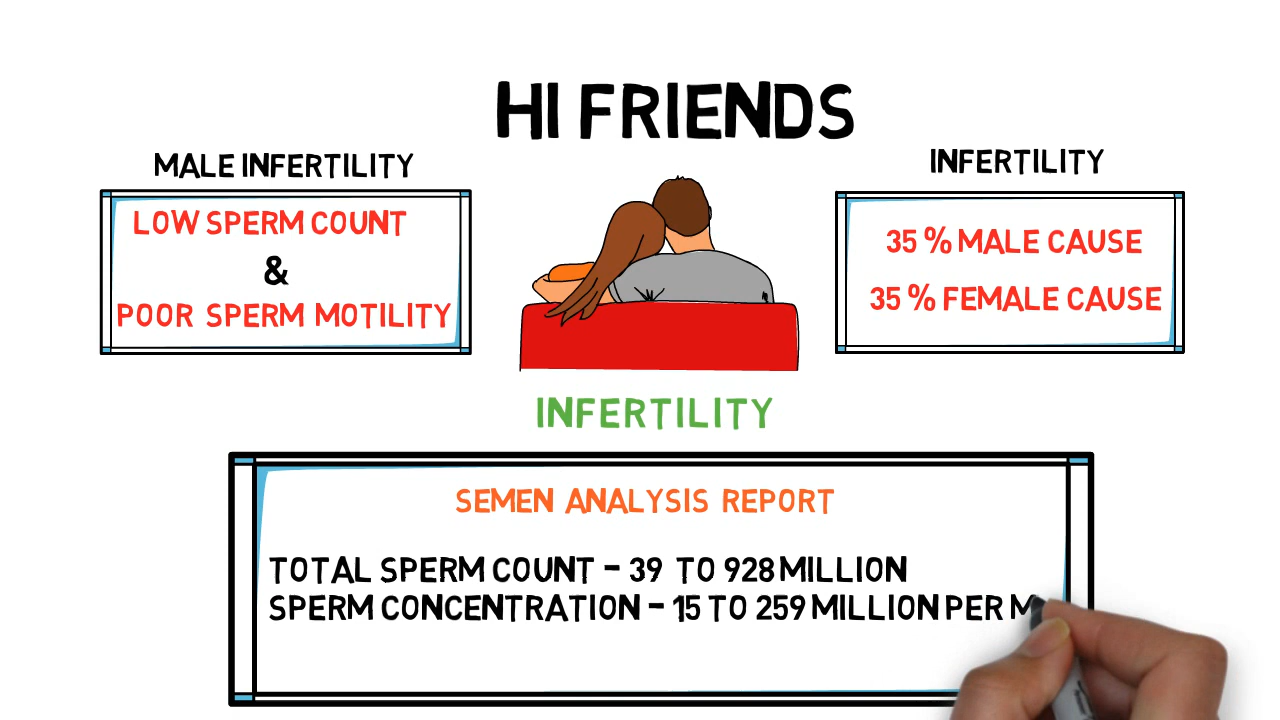 HI FRIENDS
MALE INFERTILITY
LOW SPERM COUNT
&
POOR SPERM MOTILITY
INFERTILITY
35 % MALE CAUSE
35 % FEMALE CAUSE
INFERTILITY
SEMEN ANALYSIS REPORT
TOTAL SPERM COUNT – 39 TO 928 MILLION
SPERM CONCENTRATION – 15 TO 259 MILLION PER M